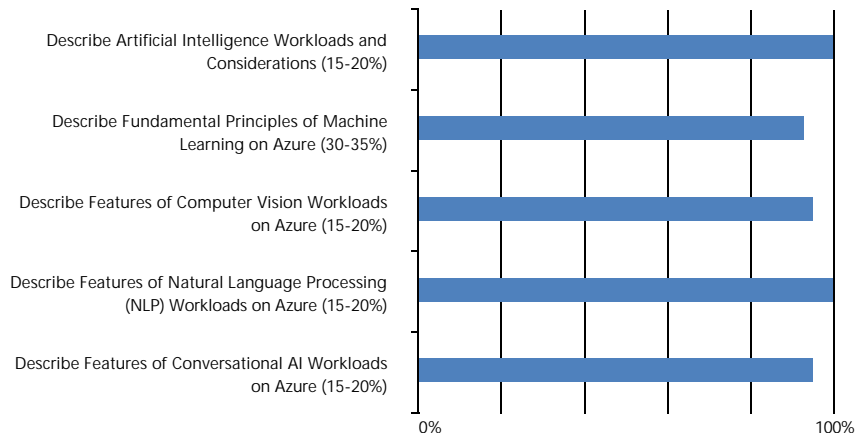 Describe Artificial Intelligence Workloads and
Considerations (15-20%)
Describe Fundamental Principles of Machine
Learning on Azure (30-35%)
Describe Features of Computer Vision Workloads
on Azure (15-20%)
Describe Features of Natural Language Processing
(NLP) Workloads on Azure (15-20%)
Describe Features of Conversational AI Workloads
on Azure (15-20%)
0% 100%